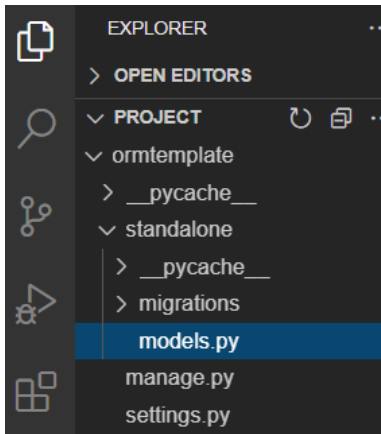 EXPLORER
OPEN EDITORS
PROJECT
ormtemplate
__pycache__
standalone
__pycache__
migrations
models.py
manage.py
settings.py